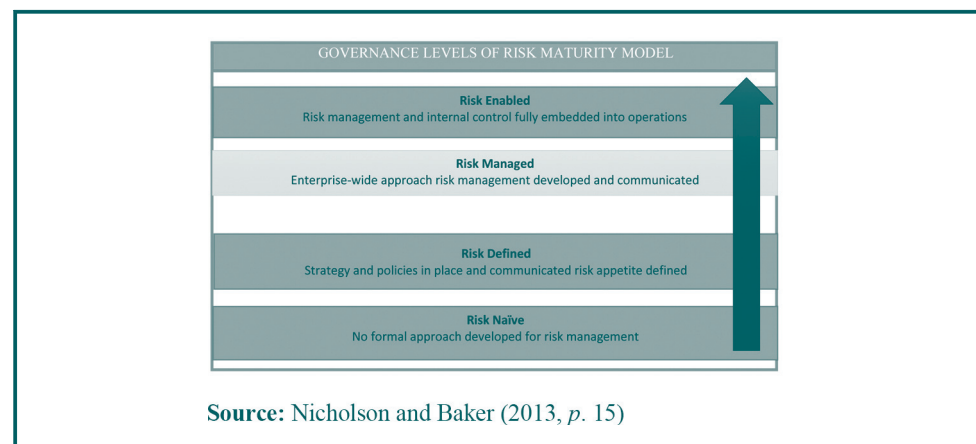 GOVERNANCE LEVELS OF RISK MATURITY MODEL
Risk Enabled
Risk management and internal control fully embedded into operations
Risk Managed
Enterprise-wide approach risk management developed and communicated
Risk Defined
Strategy and policies in place and communicated risk appetite defined
Risk Naïve
No formal approach developed for risk management
Source: Nicholson and Baker (2013, p. 15)